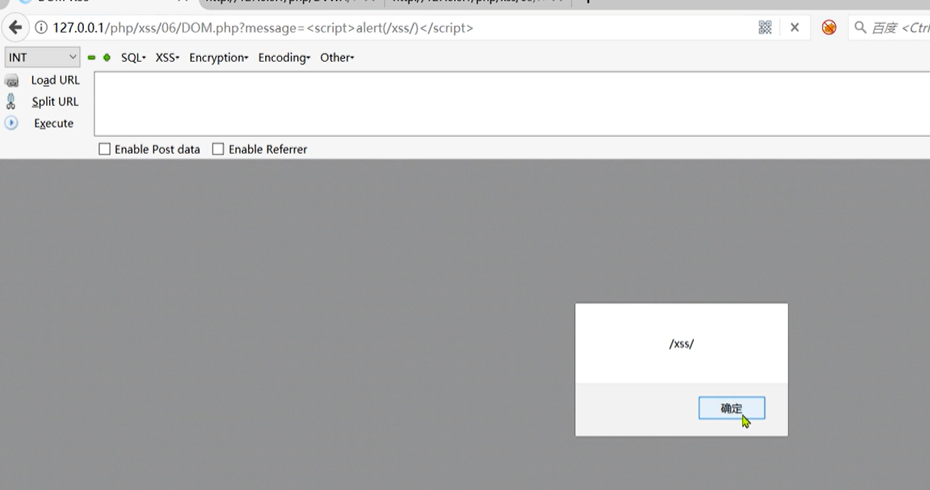 127.0.0.1/php/xss/06/DOM.php?message=<script>alert(/xss/)</script>
百度 <Ctrl
INT
SQL▾ XSS▾ Encryption▾ Encoding▾ Other▾
Load URL
Split URL
Execute
Enable Post data Enable Referrer
/xss/
确定